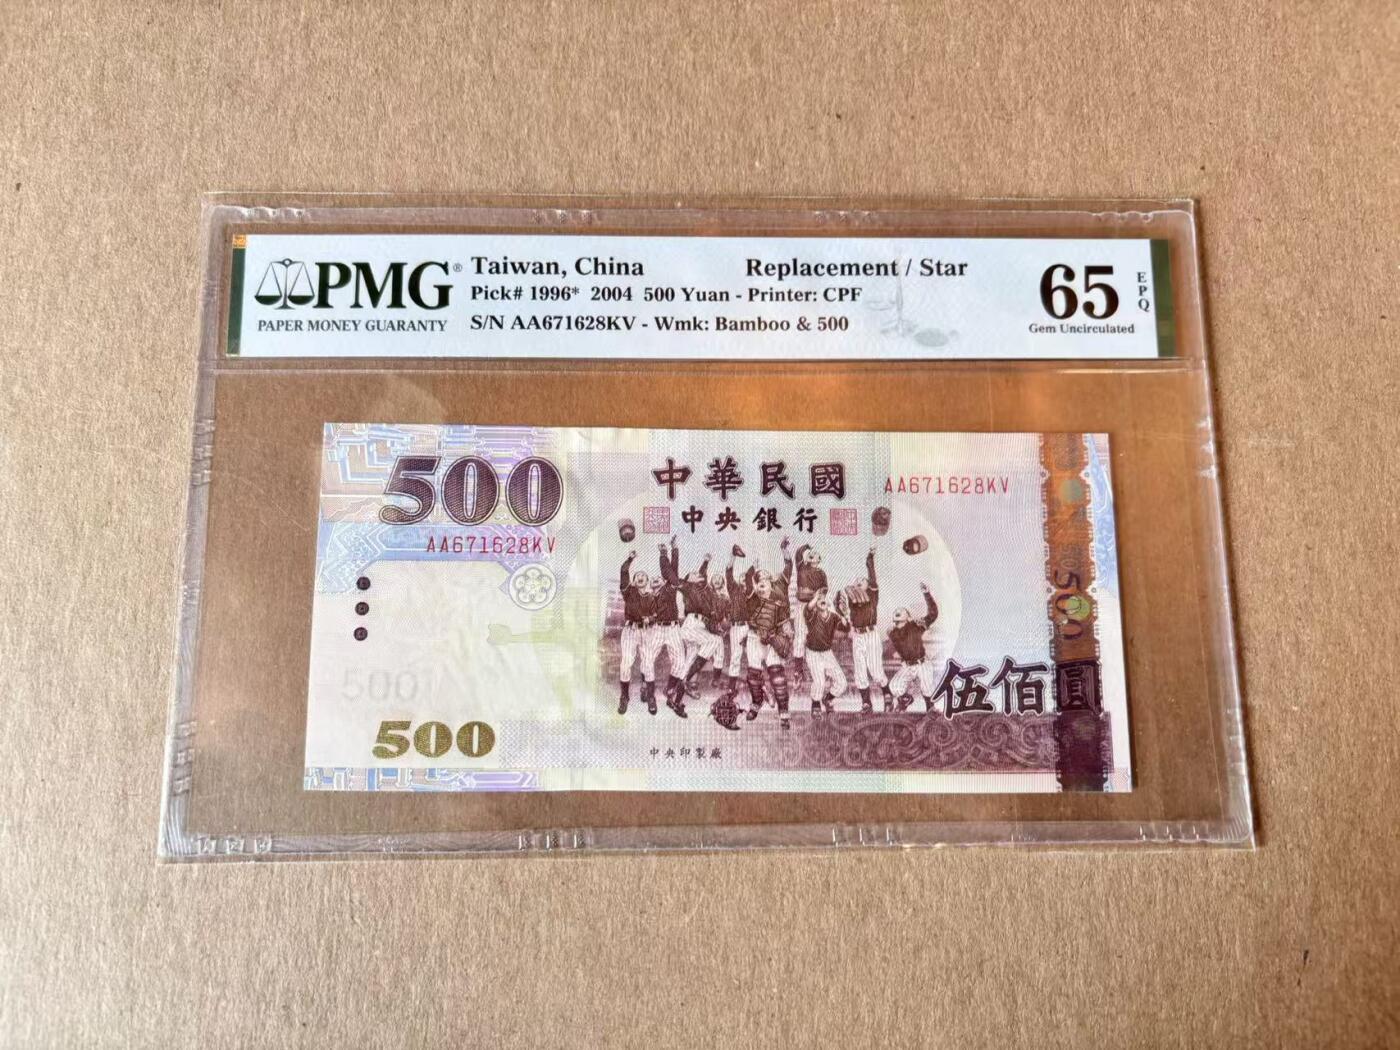 PMG®
PAPER MONEY GUARANTY
Taiwan, China Replacement / Star
Pick# 1996* 2004 500 Yuan - Printer: CPF
S/N AA671628KV - Wmk: Bamboo & 500
65
EPQ
Gem Uncirculated
500
中華民國
AA671628KV
中央銀行
AA671628KV
500
500
500
伍佰圓
中央印製廠